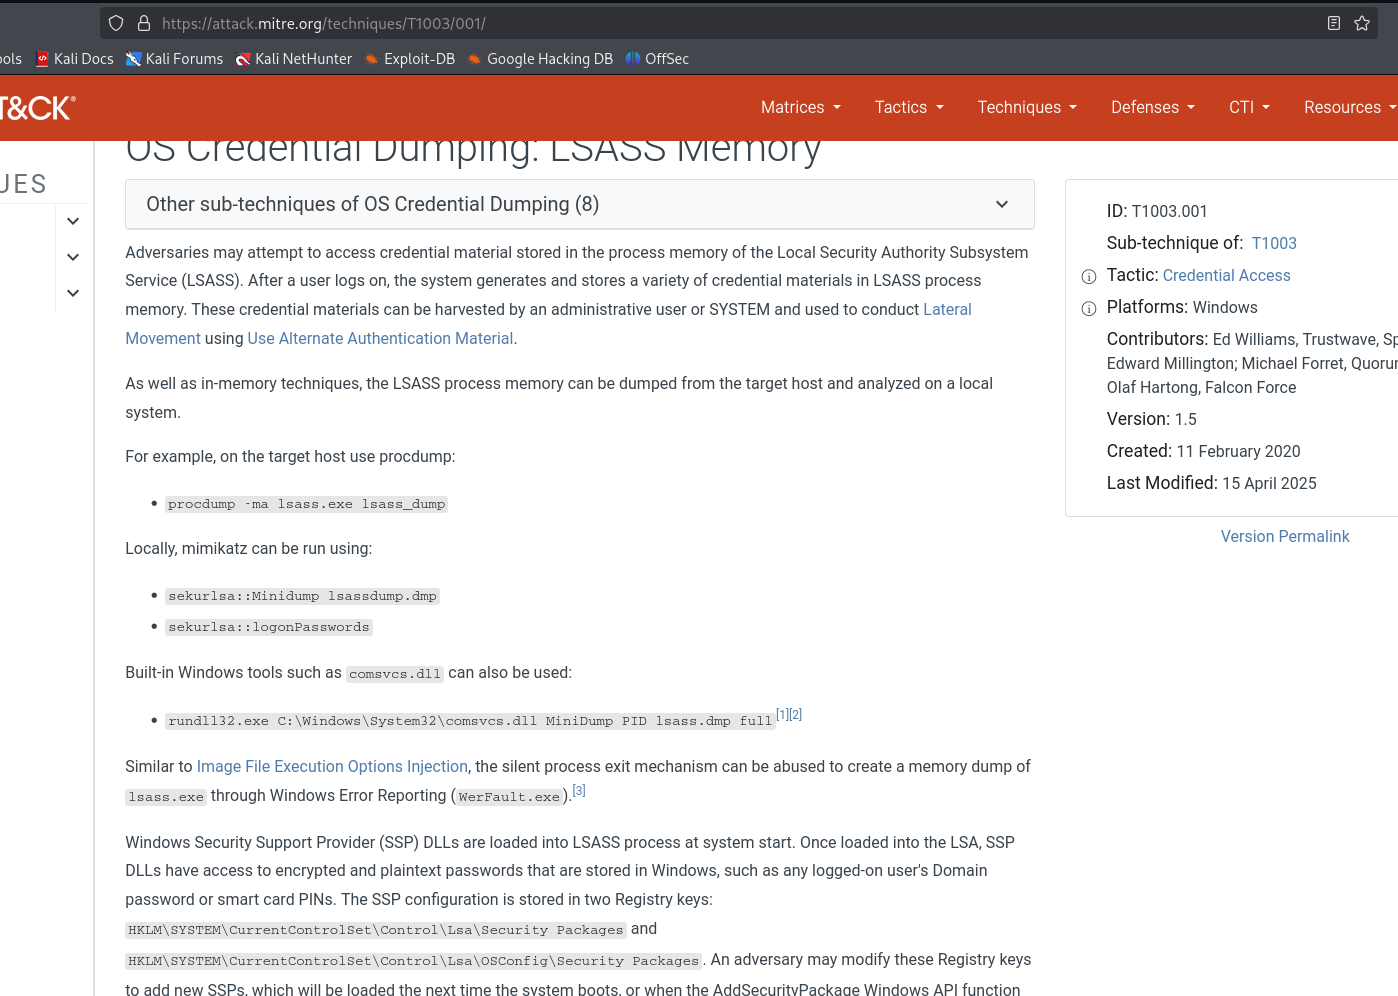 https://attack.mitre.org/techniques/T1003/001/
ools Kali Docs Kali Forums Kali NetHunter Exploit-DB Google Hacking DB OffSec
T&CK® Matrices Tactics Techniques Defenses CTI Resources
OS Credential Dumping: LSASS Memory
UES
Other sub-techniques of OS Credential Dumping (8)
Adversaries may attempt to access credential material stored in the process memory of the Local Security Authority Subsystem
Service (LSASS). After a user logs on, the system generates and stores a variety of credential materials in LSASS process
memory. These credential materials can be harvested by an administrative user or SYSTEM and used to conduct Lateral
Movement using Use Alternate Authentication Material.
As well as in-memory techniques, the LSASS process memory can be dumped from the target host and analyzed on a local
system.
For example, on the target host use procdump:
• procdump -ma lsass.exe lsass_dump
Locally, mimikatz can be run using:
• sekurlsa::Minidump lsassdump.dmp
• sekurlsa::logonPasswords
Built-in Windows tools such as comsvcs.dll can also be used:
• rundll32.exe C:\Windows\System32\comsvcs.dll MiniDump PID lsass.dmp full[1][2]
Similar to Image File Execution Options Injection, the silent process exit mechanism can be abused to create a memory dump of
lsass.exe through Windows Error Reporting (WerFault.exe).[3]
Windows Security Support Provider (SSP) DLLs are loaded into LSASS process at system start. Once loaded into the LSA, SSP
DLLs have access to encrypted and plaintext passwords that are stored in Windows, such as any logged-on user's Domain
password or smart card PINs. The SSP configuration is stored in two Registry keys:
HKLM\SYSTEM\CurrentControlSet\Control\Lsa\Security Packages and
HKLM\SYSTEM\CurrentControlSet\Control\Lsa\OSConfig\Security Packages. An adversary may modify these Registry keys
to add new SSPs, which will be loaded the next time the system boots, or when the AddSecurityPackage Windows API function
ID: T1003.001
Sub-technique of: T1003
Tactic: Credential Access
Platforms: Windows
Contributors: Ed Williams, Trustwave, Sp
Edward Millington; Michael Forret, Quorum
Olaf Hartong, Falcon Force
Version: 1.5
Created: 11 February 2020
Last Modified: 15 April 2025
Version Permalink